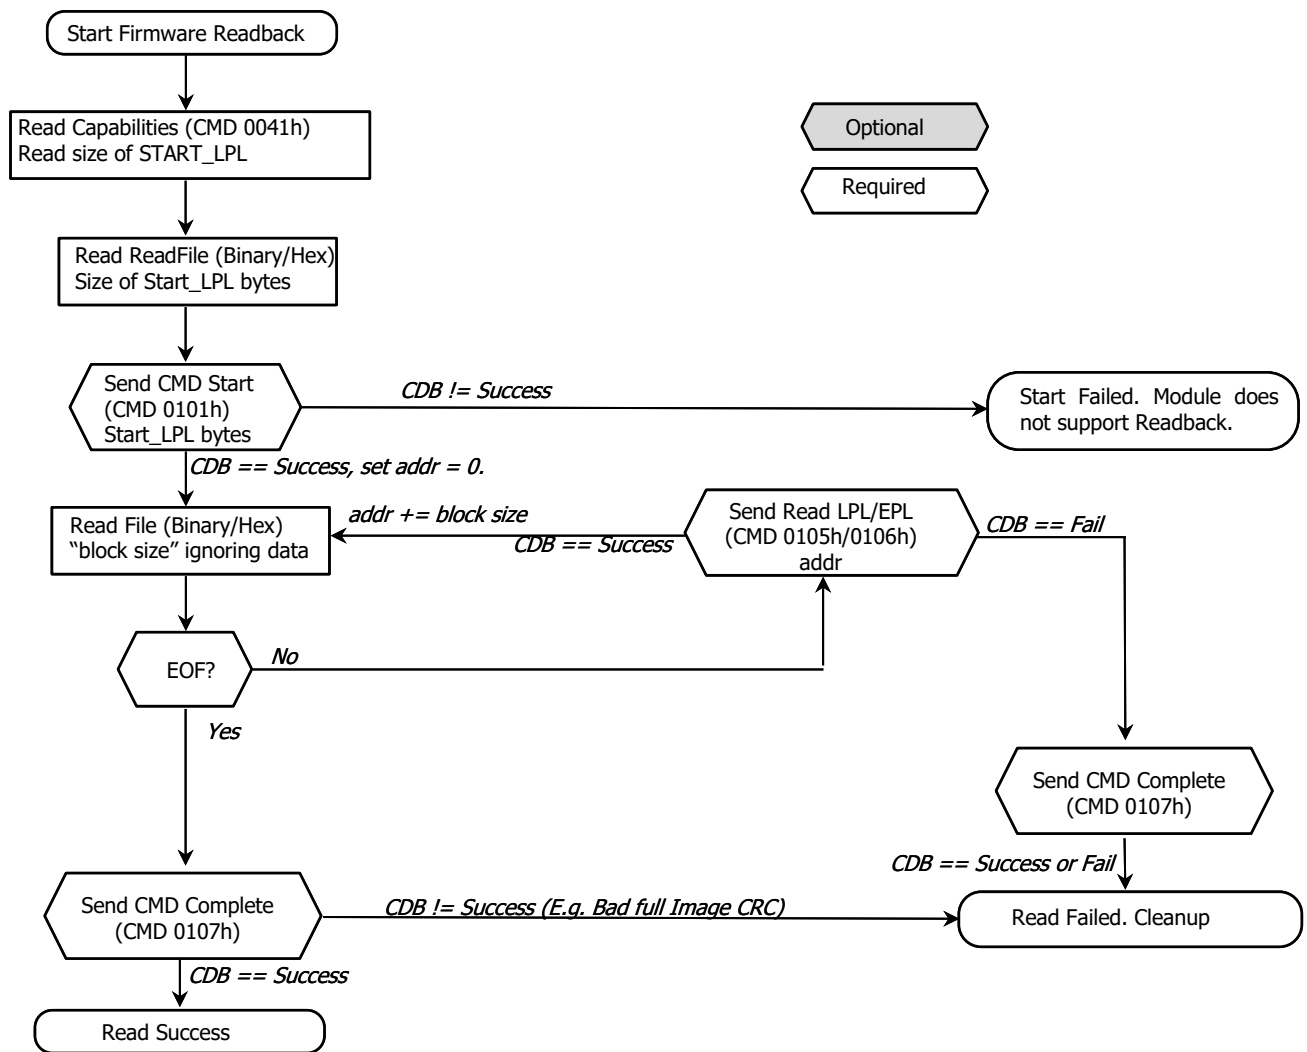 Start Firmware Readback
Read Capabilities (CMD 0041h)
Read size of START_LPL
Optional
Required
Read ReadFile (Binary/Hex)
Size of Start_LPL bytes
Send CMD Start
(CMD 0101h)
Start_LPL bytes
CDB != Success
Start Failed. Module does
not support Readback.
CDB == Success, set addr = 0.
Read File (Binary/Hex)
“block size” ignoring data
addr += block size
CDB == Success
Send Read LPL/EPL
(CMD 0105h/0106h)
addr
CDB == Fail
EOF?
No
Yes
Send CMD Complete
(CMD 0107h)
CDB == Success or Fail
Send CMD Complete
(CMD 0107h)
CDB != Success (E.g. Bad full Image CRC)
Read Failed. Cleanup
CDB == Success
Read Success